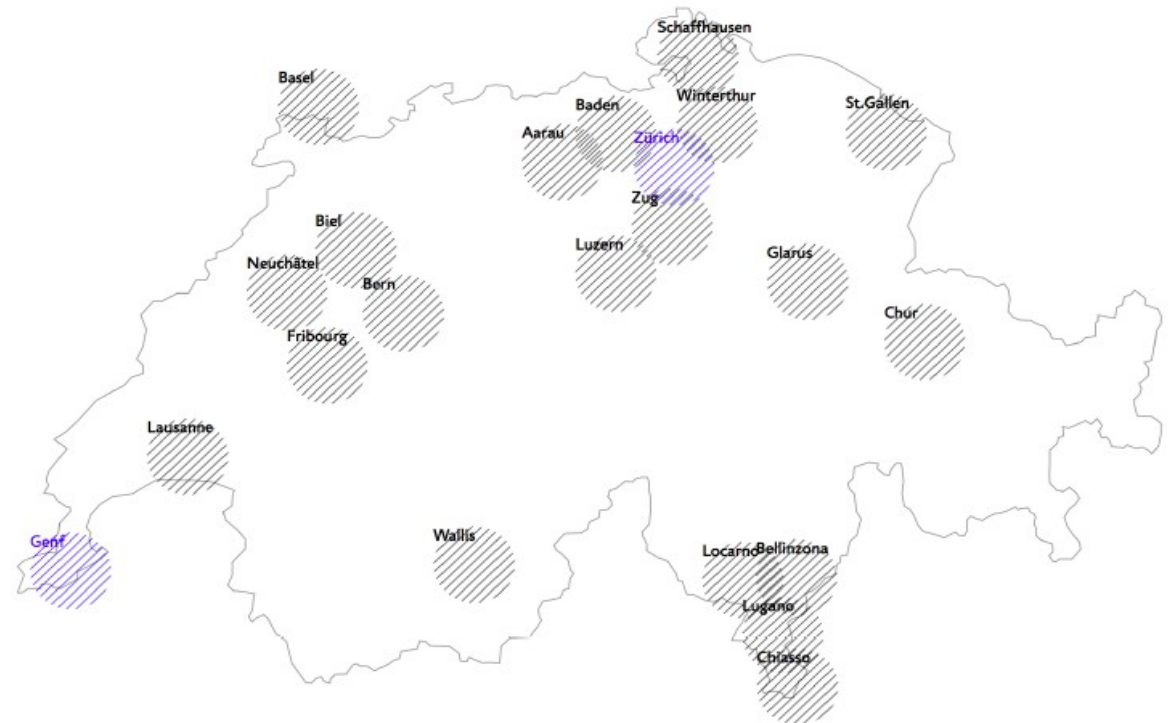 Schaffhausen
Basel
Winterthur
Baden
St.Gallen
Aarau
Zürich
Zug
Biel
Luzern
Glarus
Neuchâtel
Bern
Chur
Fribourg
Lausanne
Genf
Wallis
Locarno
Bellinzona
Lugano
Chiasso